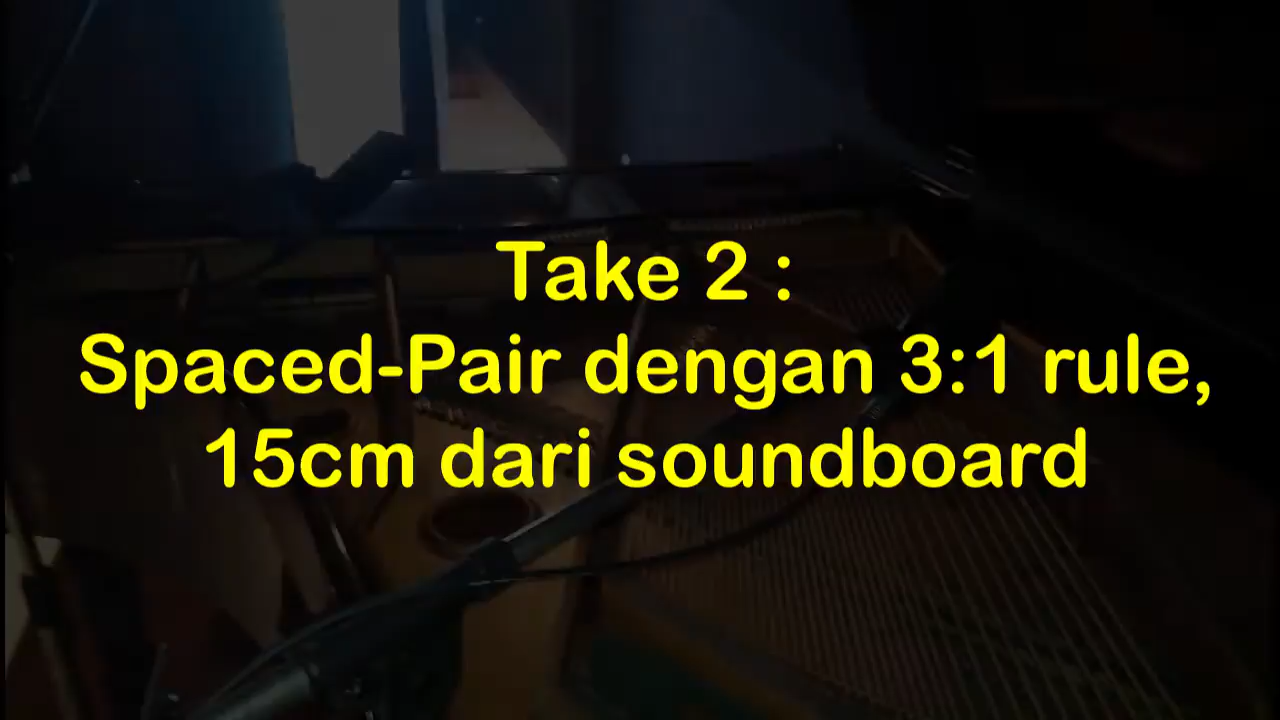 Take 2 :
Spaced-Pair dengan 3:1 rule,
15cm dari soundboard